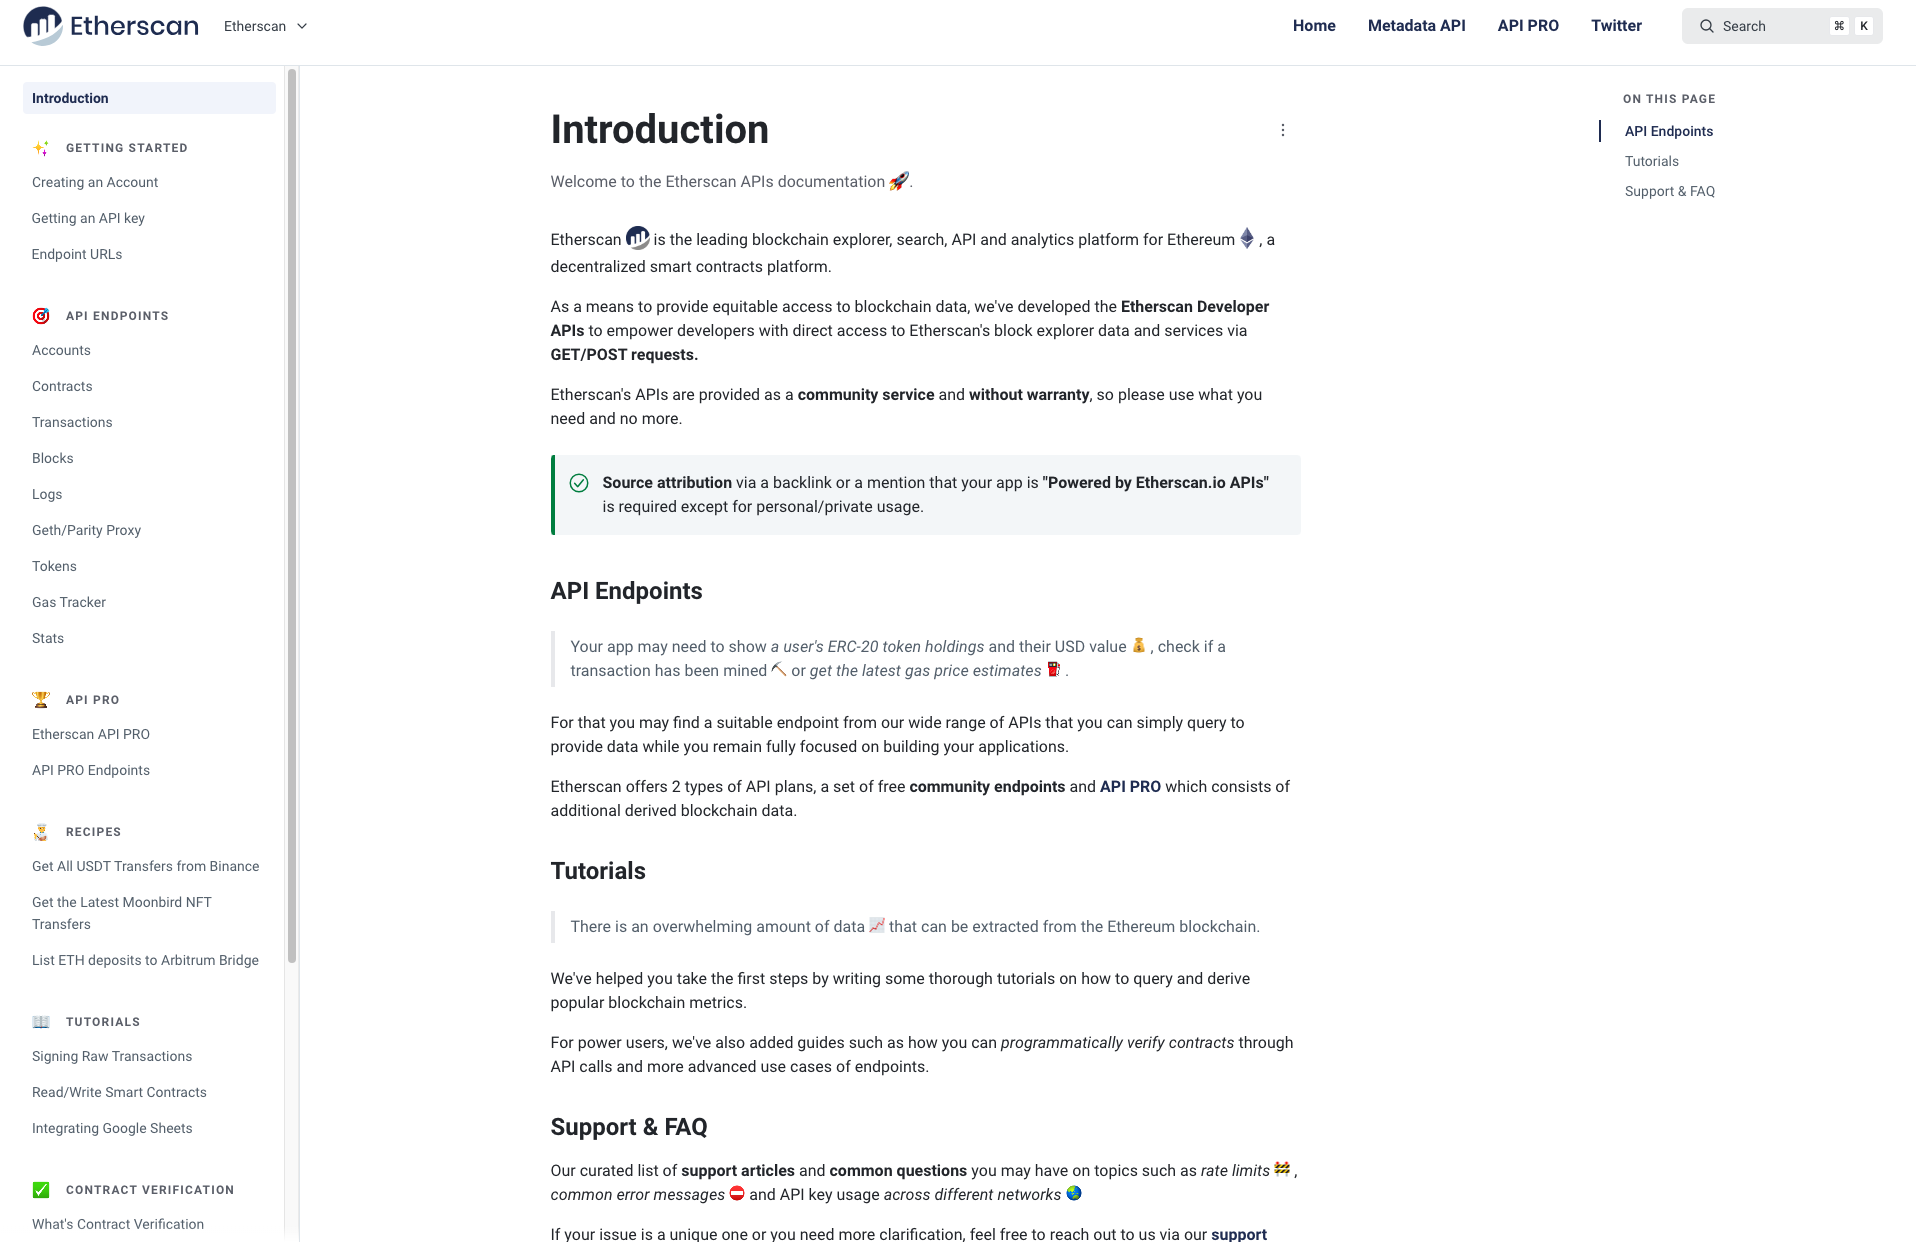 Etherscan
Etherscan
Home
Metadata API
API PRO
Twitter
Search
⌘
K
Introduction
GETTING STARTED
Creating an Account
Getting an API key
Endpoint URLs
API ENDPOINTS
Accounts
Contracts
Transactions
Blocks
Logs
Geth/Parity Proxy
Tokens
Gas Tracker
Stats
API PRO
Etherscan API PRO
API PRO Endpoints
RECIPES
Get All USDT Transfers from Binance
Get the Latest Moonbird NFT
Transfers
List ETH deposits to Arbitrum Bridge
TUTORIALS
Signing Raw Transactions
Read/Write Smart Contracts
Integrating Google Sheets
CONTRACT VERIFICATION
What's Contract Verification
Introduction
Welcome to the Etherscan APIs documentation 🚀.
Etherscan is the leading blockchain explorer, search, API and analytics platform for Ethereum , a
decentralized smart contracts platform.
As a means to provide equitable access to blockchain data, we've developed the Etherscan Developer
APIs to empower developers with direct access to Etherscan's block explorer data and services via
GET/POST requests.
Etherscan's APIs are provided as a community service and without warranty, so please use what you
need and no more.
Source attribution via a backlink or a mention that your app is "Powered by Etherscan.io APIs"
is required except for personal/private usage.
API Endpoints
Your app may need to show a user's ERC-20 token holdings and their USD value 💰 , check if a
transaction has been mined ⛏ or get the latest gas price estimates ⛽ .
For that you may find a suitable endpoint from our wide range of APIs that you can simply query to
provide data while you remain fully focused on building your applications.
Etherscan offers 2 types of API plans, a set of free community endpoints and API PRO which consists of
additional derived blockchain data.
Tutorials
There is an overwhelming amount of data 📈 that can be extracted from the Ethereum blockchain.
We've helped you take the first steps by writing some thorough tutorials on how to query and derive
popular blockchain metrics.
For power users, we've also added guides such as how you can programmatically verify contracts through
API calls and more advanced use cases of endpoints.
Support & FAQ
Our curated list of support articles and common questions you may have on topics such as rate limits 🚧 ,
common error messages ⛔ and API key usage across different networks 🌏
If your issue is a unique one or you need more clarification, feel free to reach out to us via our support
ON THIS PAGE
API Endpoints
Tutorials
Support & FAQ